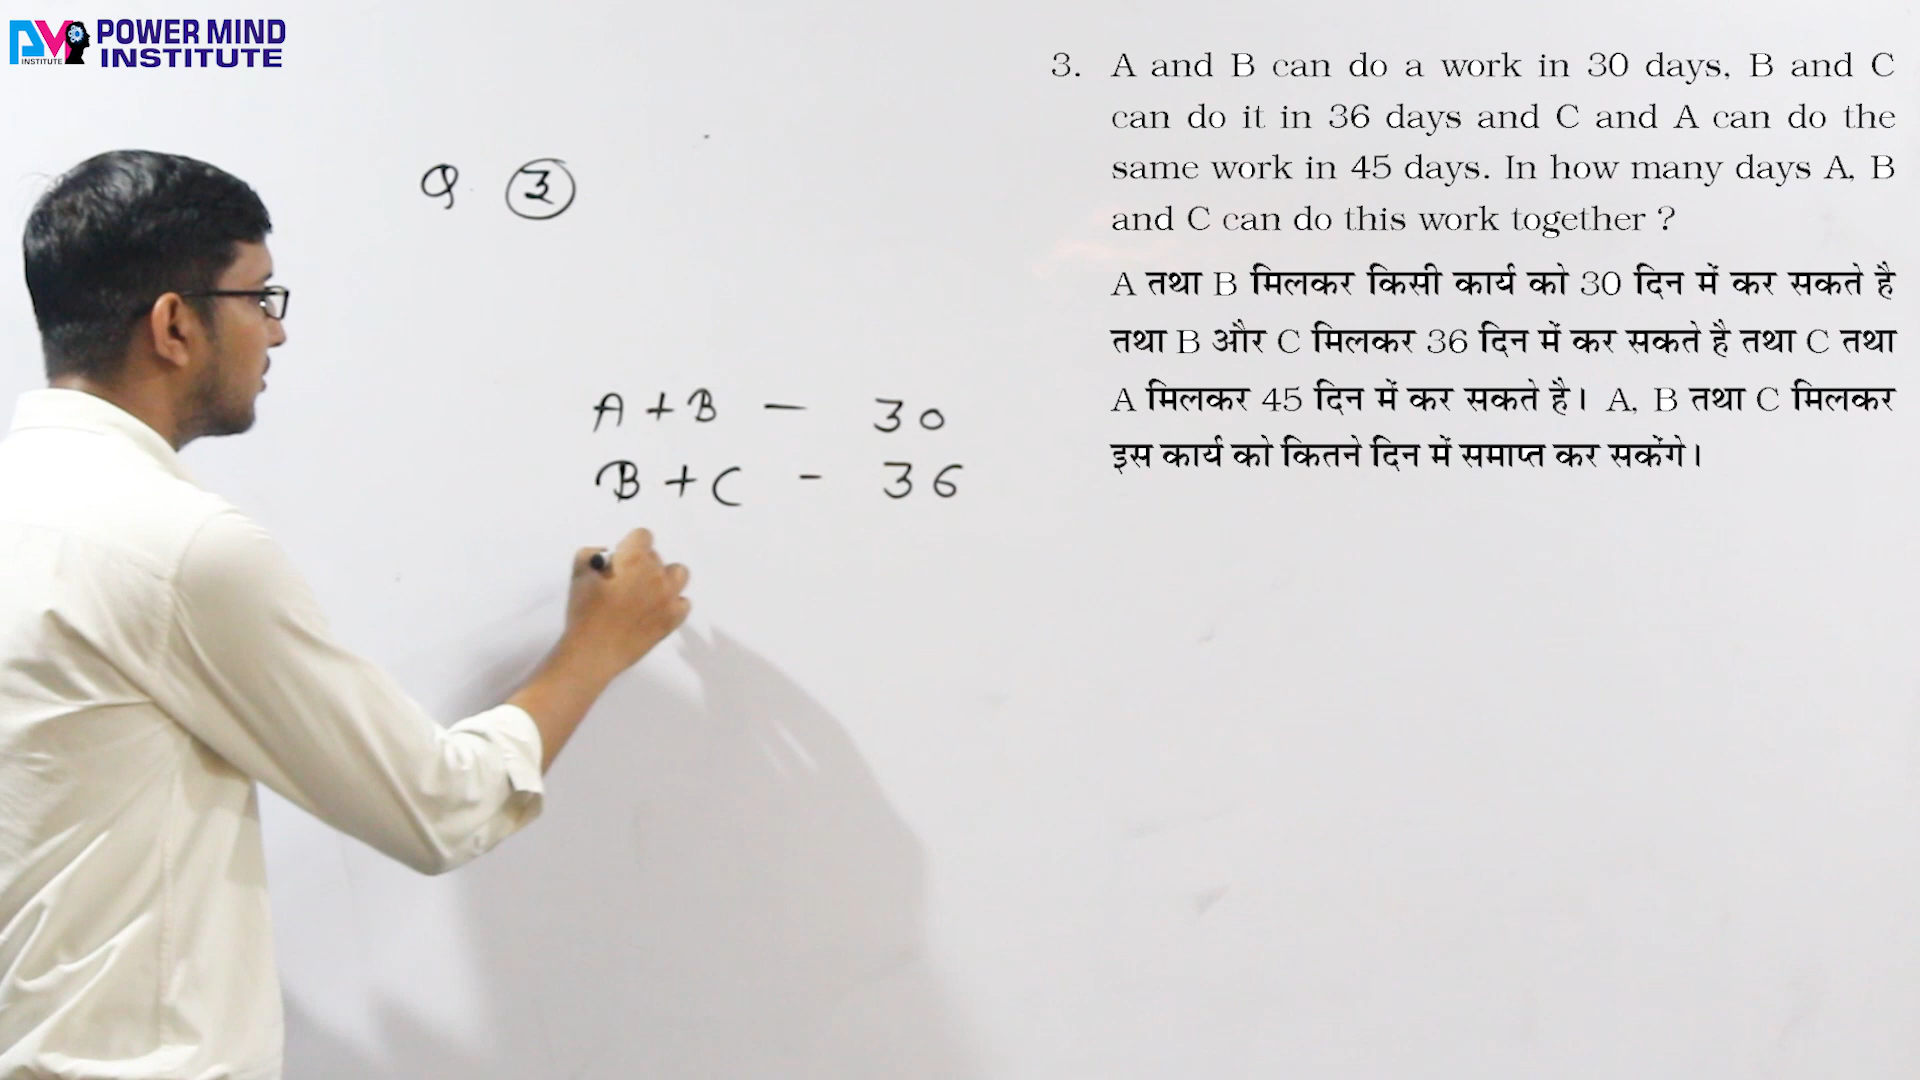 POWER MIND
INSTITUTE
INSTITUTE
Q. 3
A + B — 30
B + C - 36
3. A and B can do a work in 30 days, B and C
can do it in 36 days and C and A can do the
same work in 45 days. In how many days A, B
and C can do this work together ?
A तथा B मिलकर किसी कार्य को 30 दिन में कर सकते है
तथा B और C मिलकर 36 दिन में कर सकते है तथा C तथा
A मिलकर 45 दिन में कर सकते है। A, B तथा C मिलकर
इस कार्य को कितने दिन में समाप्त कर सकेंगे।